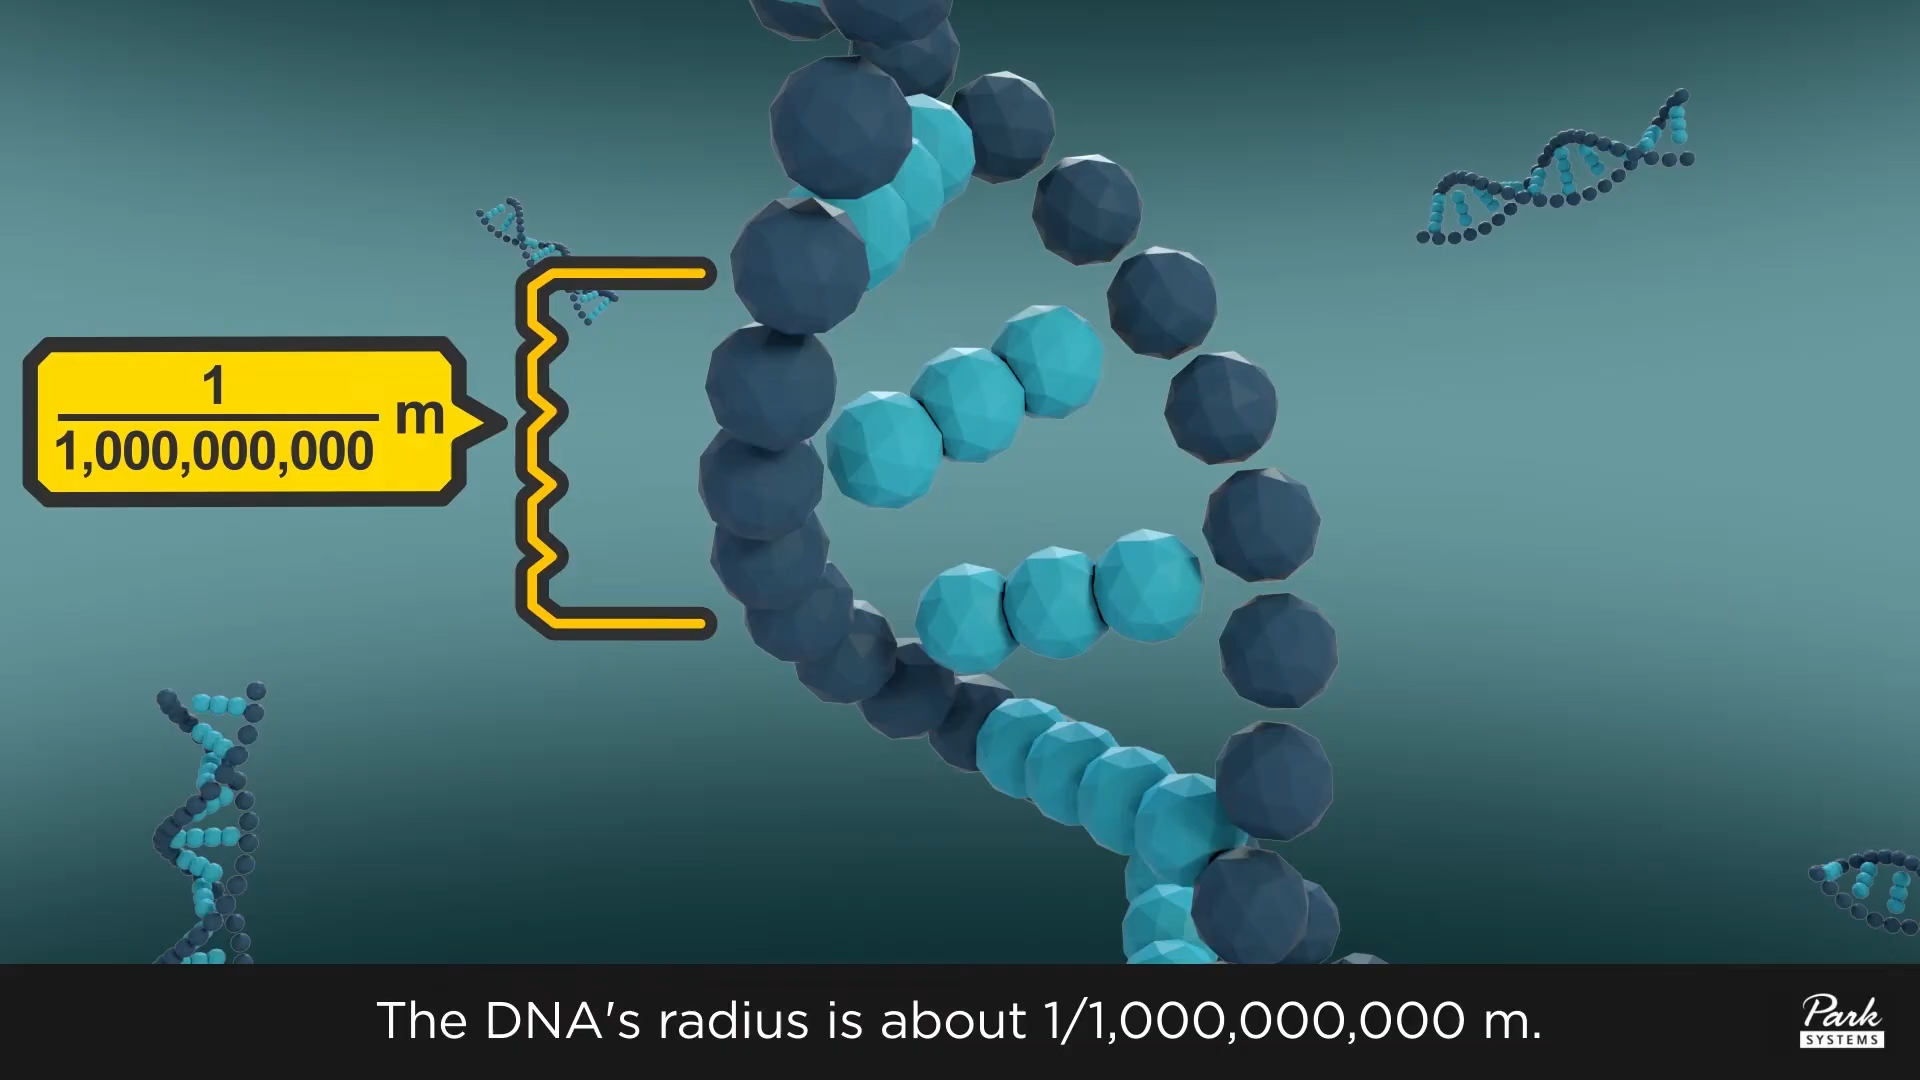 1
1,000,000,000
m
The DNA's radius is about 1/1,000,000,000 m.
Park
SYSTEMS